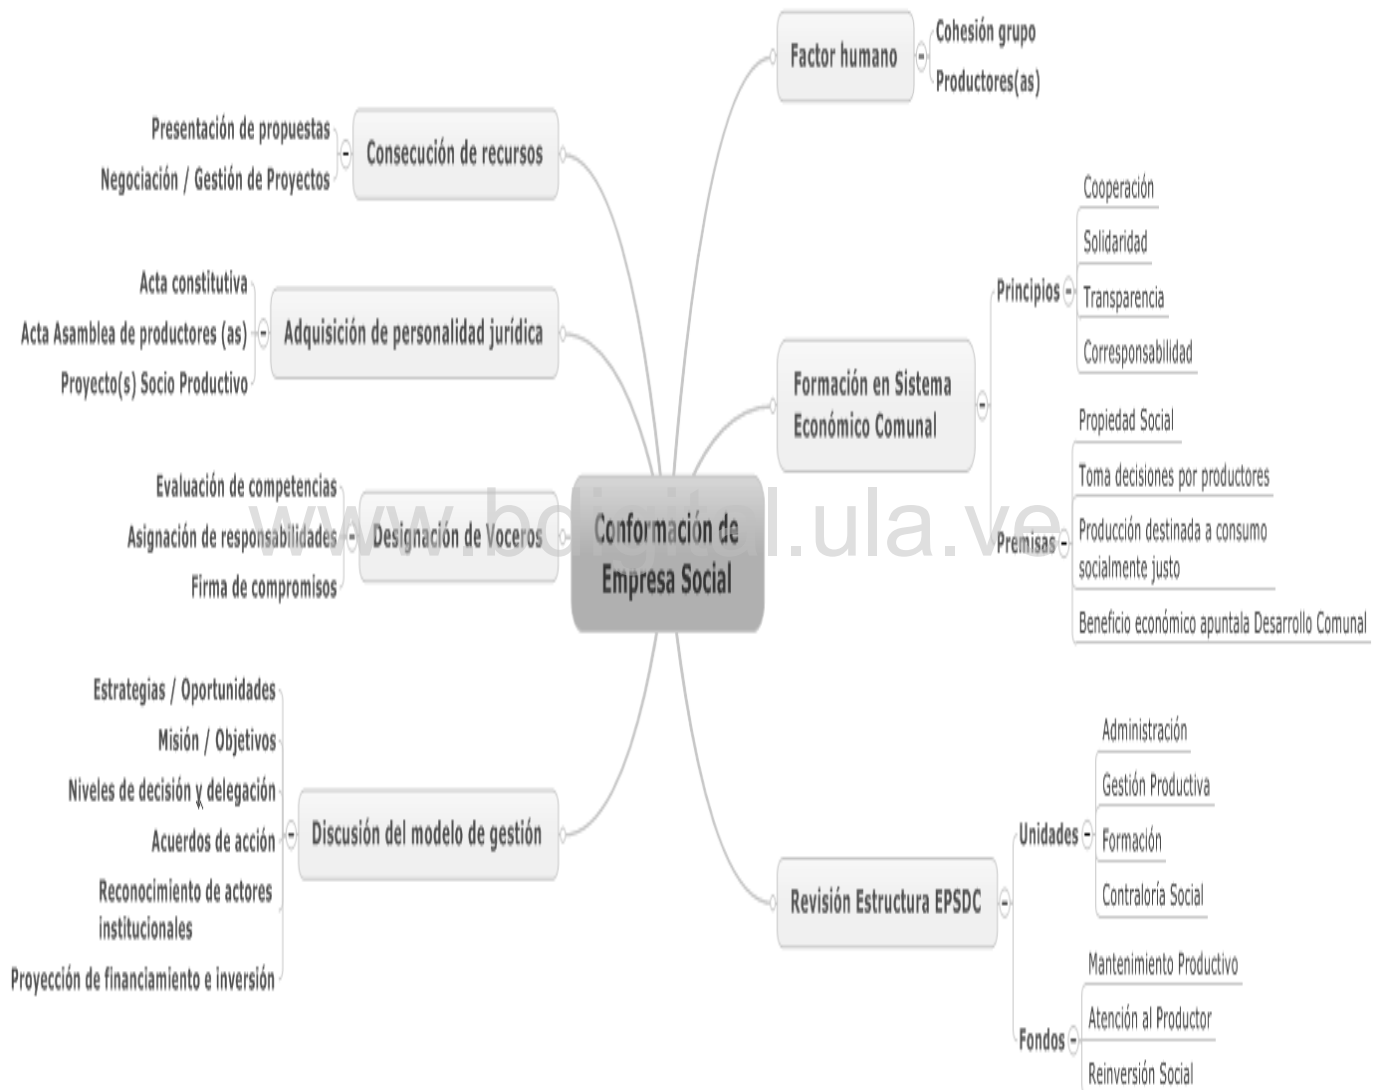 Factor humano
Cohesión grupo
Productores(as)
Consecución de recursos
Presentación de propuestas
Negociación / Gestión de Proyectos
Adquisición de personalidad jurídica
Acta constitutiva
Acta Asamblea de productores (as)
Proyecto(s) Socio Productivo
Formación en Sistema
Económico Comunal
Principios
Cooperación
Solidaridad
Transparencia
Corresponsabilidad
Premisas
Propiedad Social
Toma decisiones por productores
Producción destinada a consumo
socialmente justo
Beneficio económico apuntala Desarrollo Comunal
Designación de Voceros
Evaluación de competencias
Asignación de responsabilidades
Firma de compromisos
Conformación de
Empresa Social
www.bdigital.ula.ve
Discusión del modelo de gestión
Estrategias / Oportunidades
Misión / Objetivos
Niveles de decisión y delegación
Acuerdos de acción
Reconocimiento de actores
institucionales
Proyección de financiamiento e inversión
Revisión Estructura EPSDC
Unidades
Administración
Gestión Productiva
Formación
Contraloría Social
Fondos
Mantenimiento Productivo
Atención al Productor
Reinversión Social